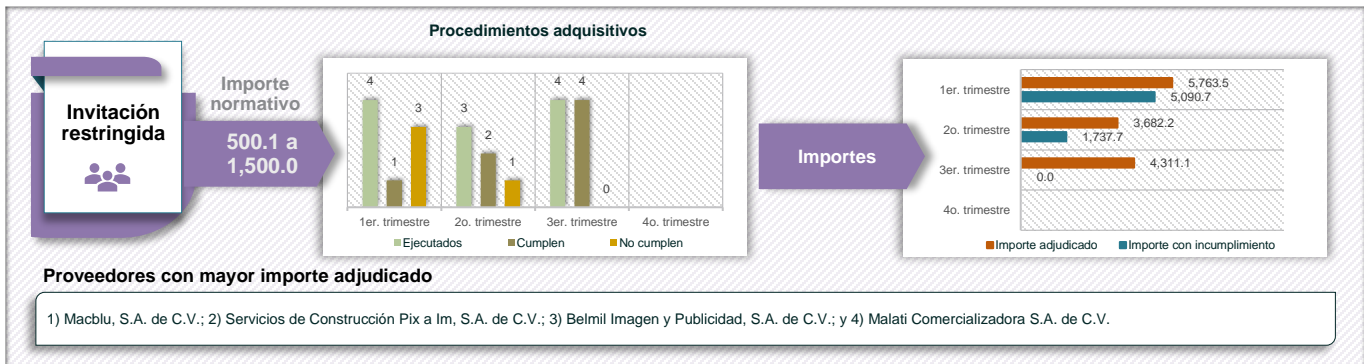 Procedimientos adquisitivos
Invitación
restringida
Importe
normativo
500.1 a
1,500.0
4
1
3
3
2
1
4
4
0
1er. trimestre
2o. trimestre
3er. trimestre
4o. trimestre
Ejecutados
Cumplen
No cumplen
Importes
1er. trimestre
5,763.5
5,090.7
2o. trimestre
3,682.2
1,737.7
3er. trimestre
4,311.1
0.0
4o. trimestre
Importe adjudicado
Importe con incumplimiento
Proveedores con mayor importe adjudicado
1) Macblu, S.A. de C.V.; 2) Servicios de Construcción Pix a Im, S.A. de C.V.; 3) Belmil Imagen y Publicidad, S.A. de C.V.; y 4) Malati Comercializadora S.A. de C.V.